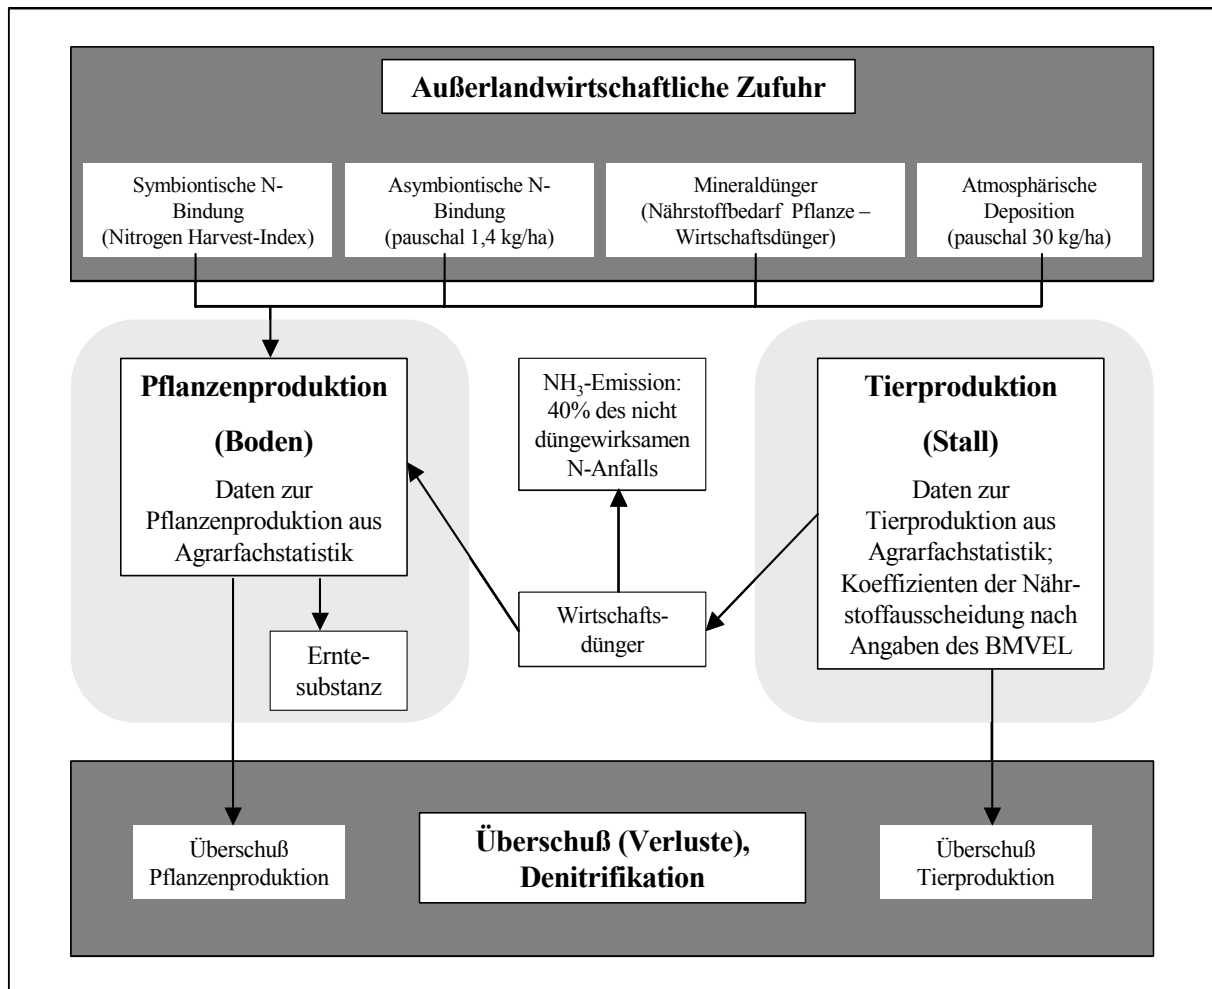 Außerlandwirtschaftliche Zufuhr
Symbiontische N-
Bindung
(Nitrogen Harvest-Index)
Asymbiontische N-
Bindung
(pauschal 1,4 kg/ha)
Mineraldünger
(Nährstoffbedarf Pflanze –
Wirtschaftsdünger)
Atmosphärische
Deposition
(pauschal 30 kg/ha)
Pflanzenproduktion
(Boden)
Daten zur
Pflanzenproduktion aus
Agrarfachstatistik
NH₃-Emission:
40% des nicht
düngewirksamen
N-Anfalls
Tierproduktion
(Stall)
Daten zur
Tierproduktion aus
Agrarfachstatistik;
Koeffizienten der Nähr-
stoffausscheidung nach
Angaben des BMVEL
Wirtschafts-
dünger
Ernte-
substanz
Überschuß
Pflanzenproduktion
Überschuß (Verluste),
Denitrifikation
Überschuß
Tierproduktion